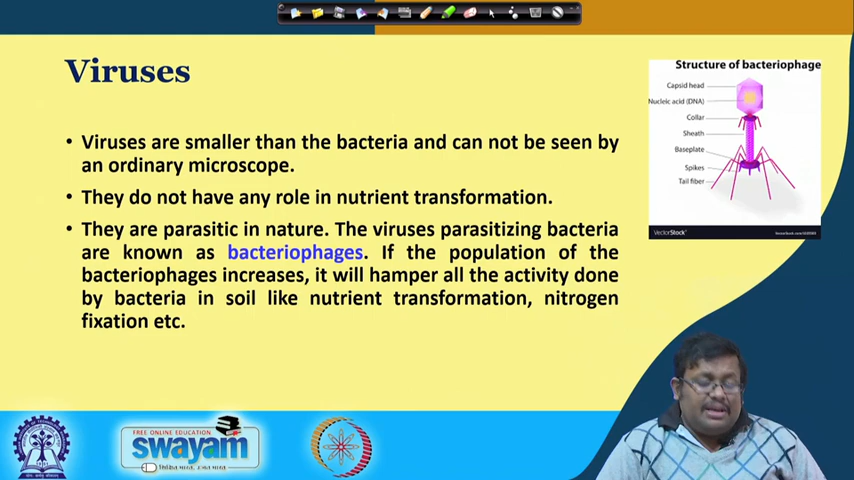 Viruses
• Viruses are smaller than the bacteria and can not be seen by
an ordinary microscope.
• They do not have any role in nutrient transformation.
• They are parasitic in nature. The viruses parasitizing bacteria
are known as bacteriophages. If the population of the
bacteriophages increases, it will hamper all the activity done
by bacteria in soil like nutrient transformation, nitrogen
fixation etc.
Structure of bacteriophage
Capsid head
Nucleic acid (DNA)
Collar
Sheath
Baseplate
Spikes
Tail fiber
VectorStock
FREE ONLINE EDUCATION
swayam